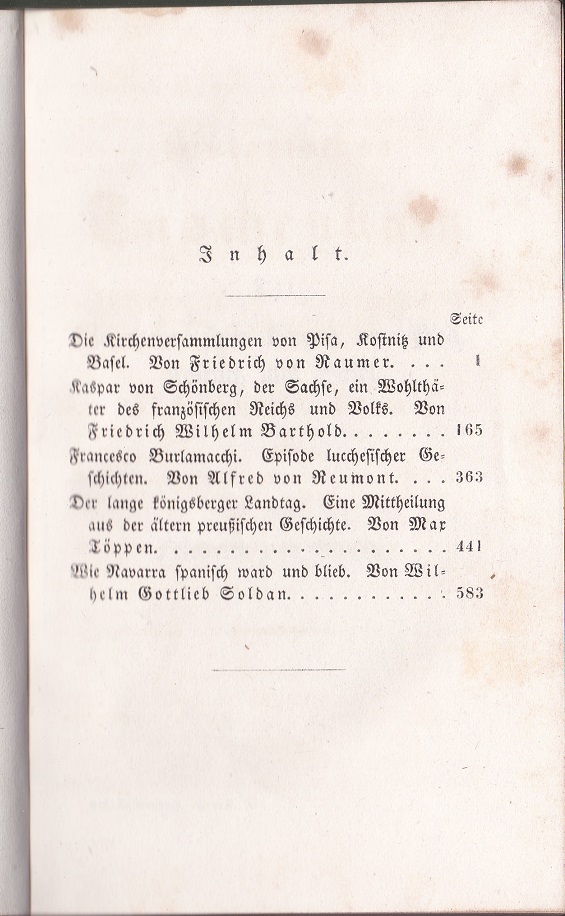 Inhalt.
Seite
Die Kirchenversammlungen von Pisa, Kostnitz und
Basel. Von Friedrich von Raumer. . . . 1
Kaspar von Schönberg, der Sachse, ein Wohlthä=
ter des französischen Reichs und Volks. Von
Friedrich Wilhelm Barthold. . . . . . . . 165
Francesco Burlamacchi. Episode lucchesischer Ge=
schichten. Von Alfred von Reumont. . . . 363
Der lange königsberger Landtag. Eine Mittheilung
aus der ältern preußischen Geschichte. Von Max
Töppen. . . . . . . . . . . . . . . . . . . . 441
Wie Navarra spanisch ward und blieb. Von Wil=
helm Gottlieb Soldan. . . . . . . . . . . . 583